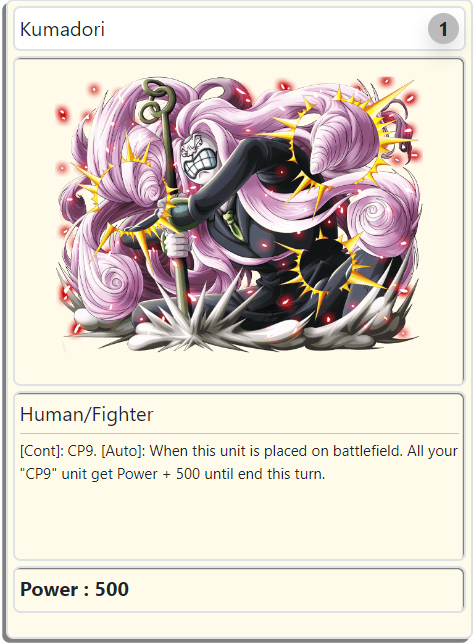 Kumadori
1
Human/Fighter
[Cont]: CP9. [Auto]: When this unit is placed on battlefield. All your
"CP9" unit get Power + 500 until end this turn.
Power : 500